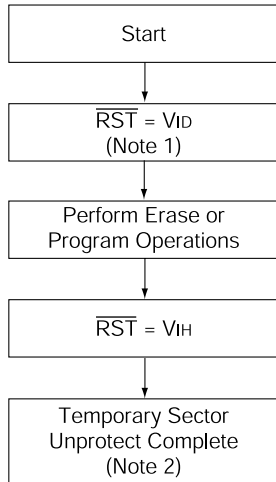 Start
RST = VID
(Note 1)
Perform Erase or
Program Operations
RST = VIH
Temporary Sector
Unprotect Complete
(Note 2)